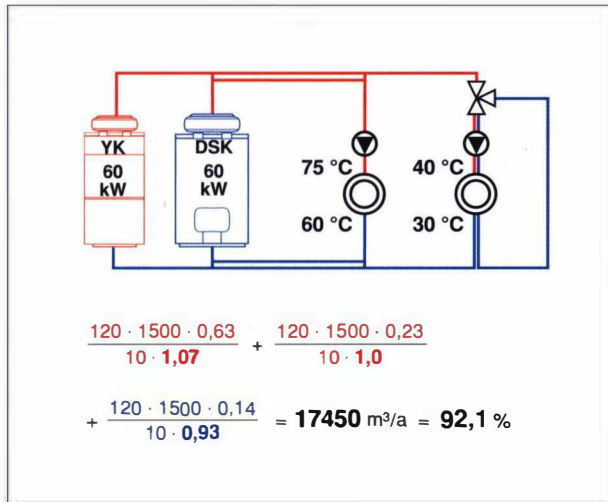 YK
DSK
60
kW
60
kW
75 °C
40 °C
60 °C
30 °C
120 · 1500 · 0,63
10 · 1,07
+
120 · 1500 · 0,23
10 · 1,0
+
120 · 1500 · 0,14
10 · 0,93
= 17450 m³/a = 92,1 %